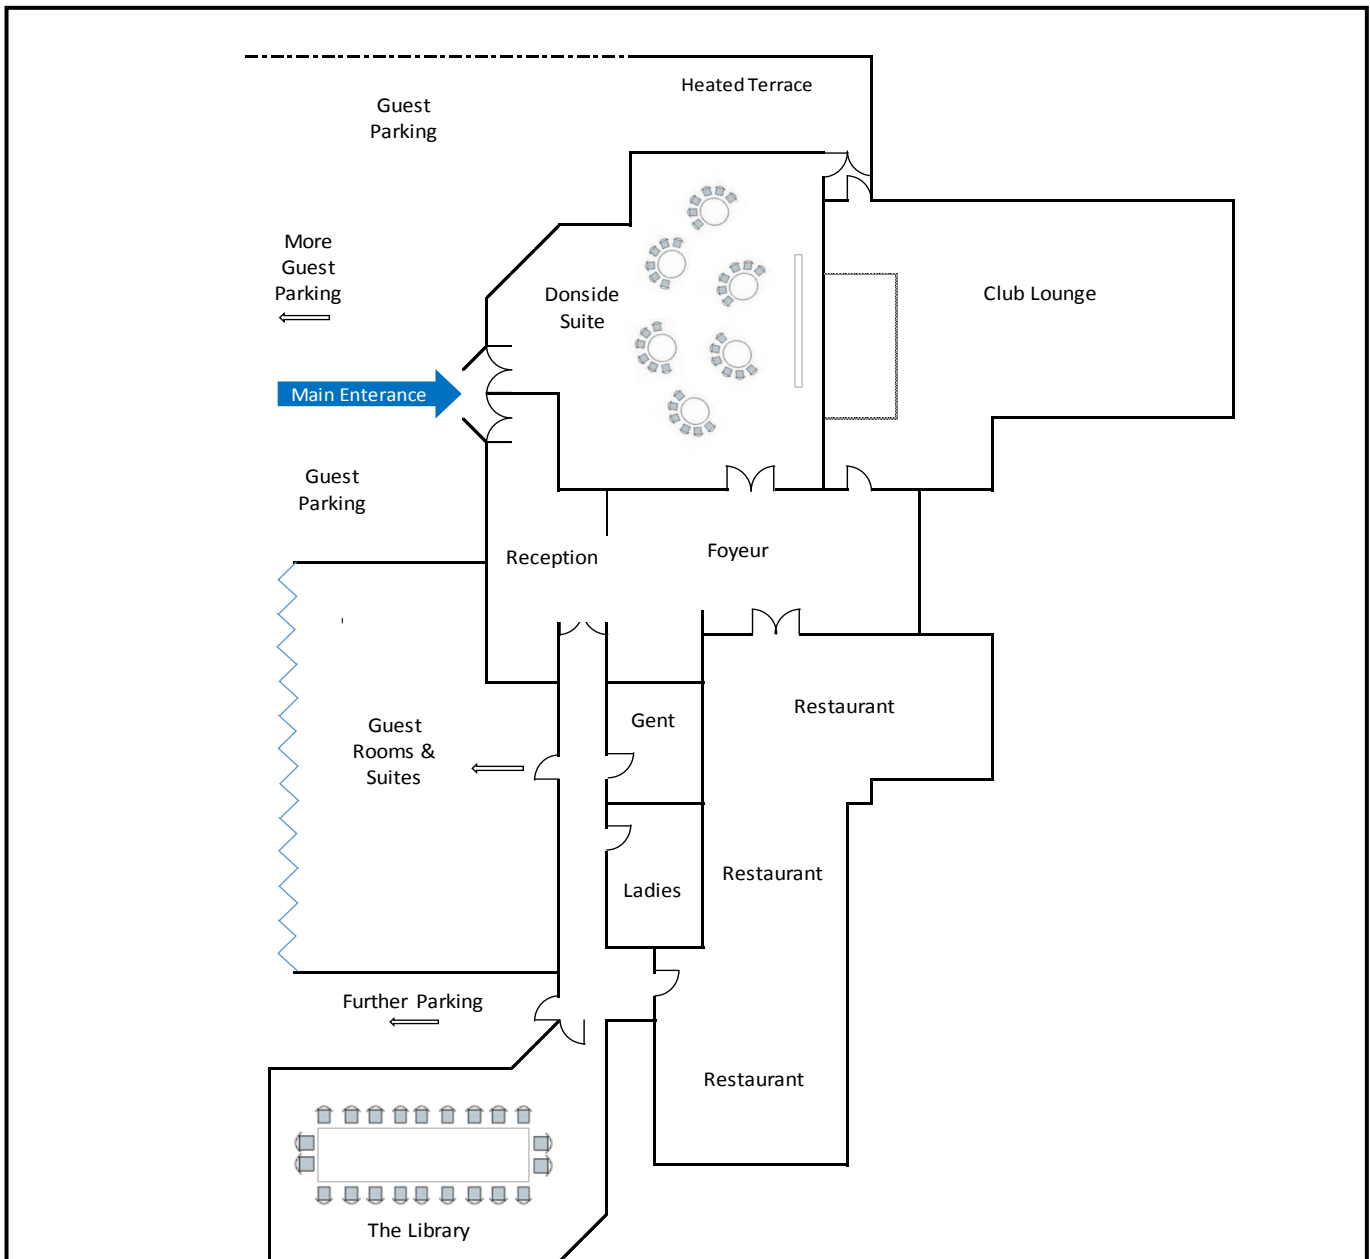 Heated Terrace
Guest
Parking
More
Guest
Parking
Donside
Suite
Club Lounge
Main Enterance
Guest
Parking
Reception
Foyeur
Guest
Rooms &
Suites
Gent
Restaurant
Ladies
Restaurant
Further Parking
Restaurant
The Library